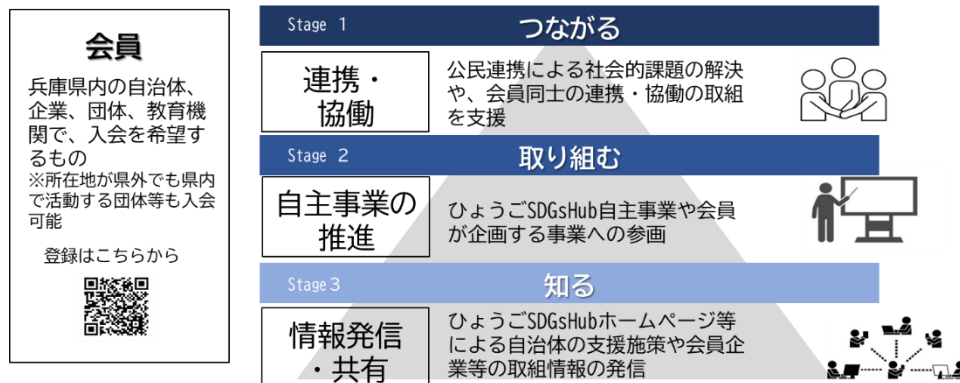 会員
兵庫県内の自治体、
企業、団体、教育機
関で、入会を希望す
るもの
※所在地が県外でも県内
で活動する団体等も入会
可能
登録はこちらから
Stage 1
つながる
連携・
協働
公民連携による社会的課題の解決
や、会員同士の連携・協働の取組
を支援
Stage 2
取り組む
自主事業の
推進
ひょうごSDGsHub自主事業や会員
が企画する事業への参画
Stage 3
知る
情報発信
・共有
ひょうごSDGsHubホームページ等
による自治体の支援施策や会員企
業等の取組情報の発信